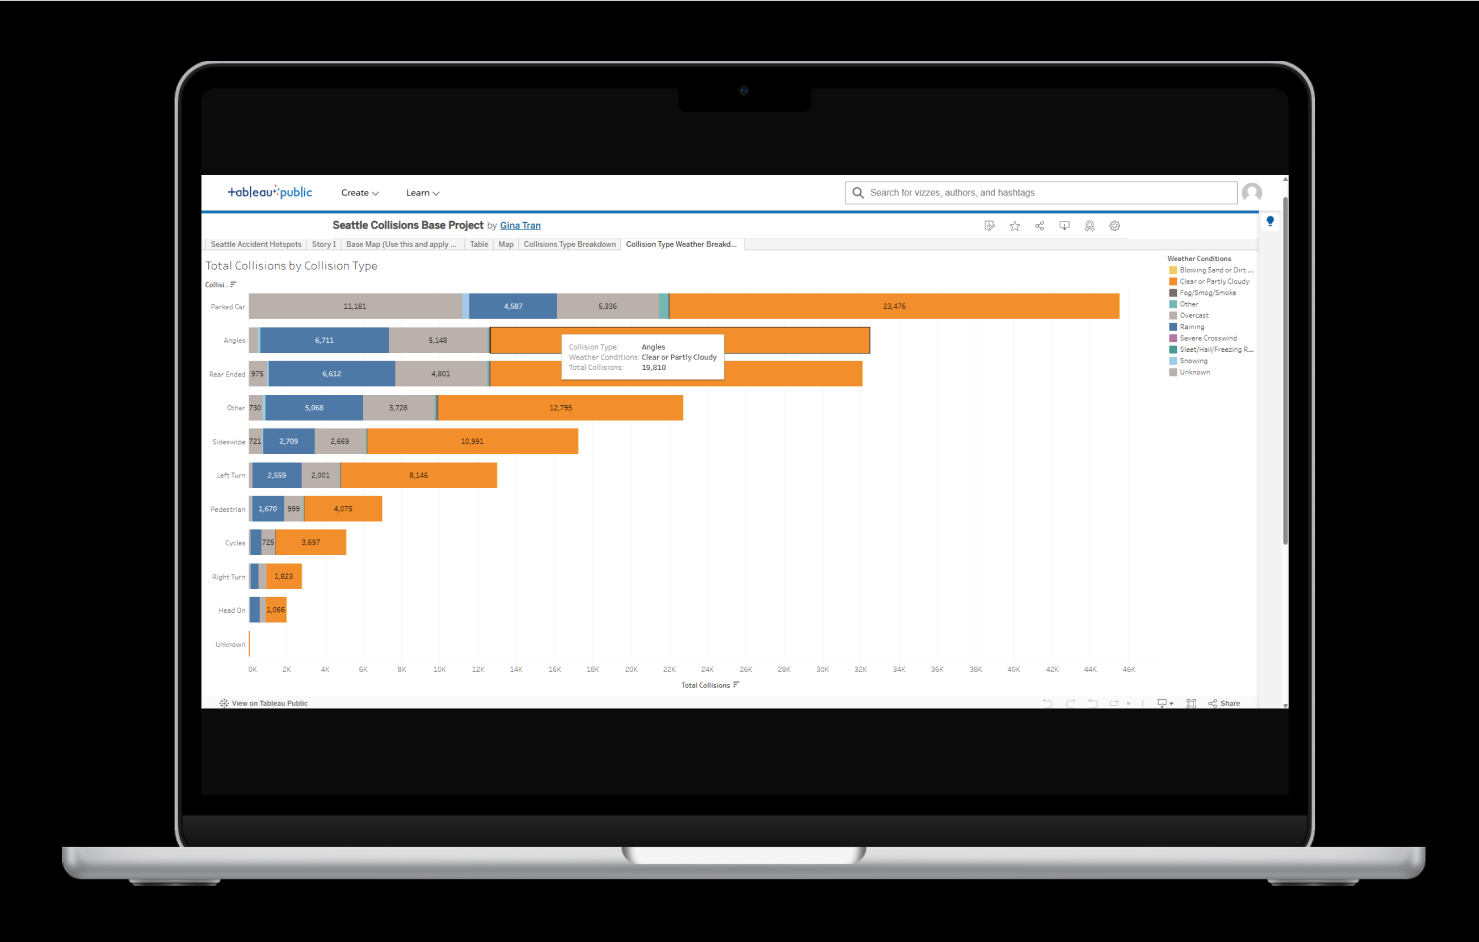 +ableau public
Create
Learn
Search for vizzes, authors, and hashtags
Seattle Collisions Base Project by Gina Tran
Seattle Accident Hotspots
Story 1
Base Map (Use this and apply ...
Table
Map
Collisions Type Breakdown
Collision Type Weather Breakd...
Total Collisions by Collision Type
Collisi..
Parked Car 11,181 4,587 5,336 23,476
Angles 6,711 5,148
Collision Type: Angles
Weather Conditions: Clear or Partly Cloudy
Total Collisions: 19,810
Rear Ended 975 6,612 4,801
Other 730 5,068 3,728 12,795
Sideswipe 721 2,709 2,669 10,991
Left Turn 2,559 2,001 8,146
Pedestrian 1,670 999 4,075
Cycles 725 3,697
Right Turn 1,823
Head On 1,066
Unknown
0K 2K 4K 6K 8K 10K 12K 14K 16K 18K 20K 22K 24K 26K 28K 30K 32K 34K 36K 38K 40K 42K 44K 46K
Total Collisions
Weather Conditions
Blowing Sand or Dirt ...
Clear or Partly Cloudy
Fog/Smog/Smoke
Other
Overcast
Raining
Severe Crosswind
Sleet/Hail/Freezing R...
Snowing
Unknown
View on Tableau Public
Share